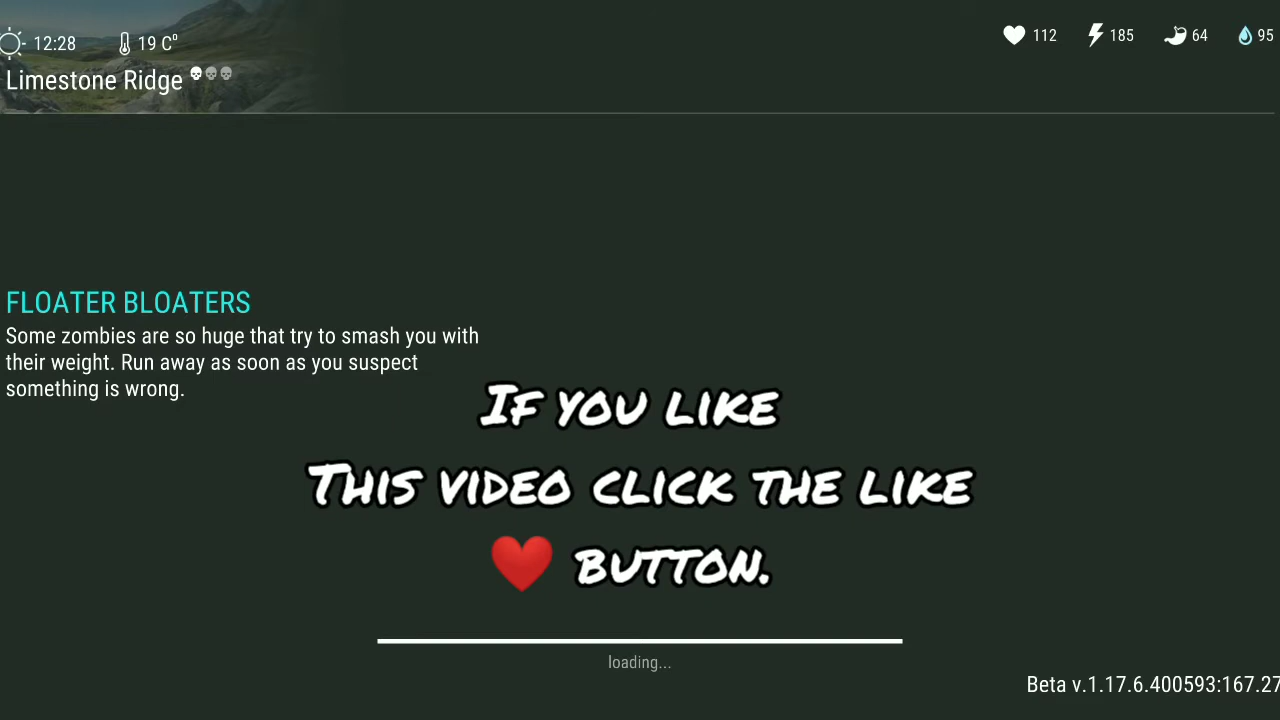 12:28 19 C⁰
112 185 64 95
Limestone Ridge
FLOATER BLOATERS
Some zombies are so huge that try to smash you with
their weight. Run away as soon as you suspect
something is wrong.
If you like
This video click the like
❤️ button.
loading...
Beta v.1.17.6.400593:167.27